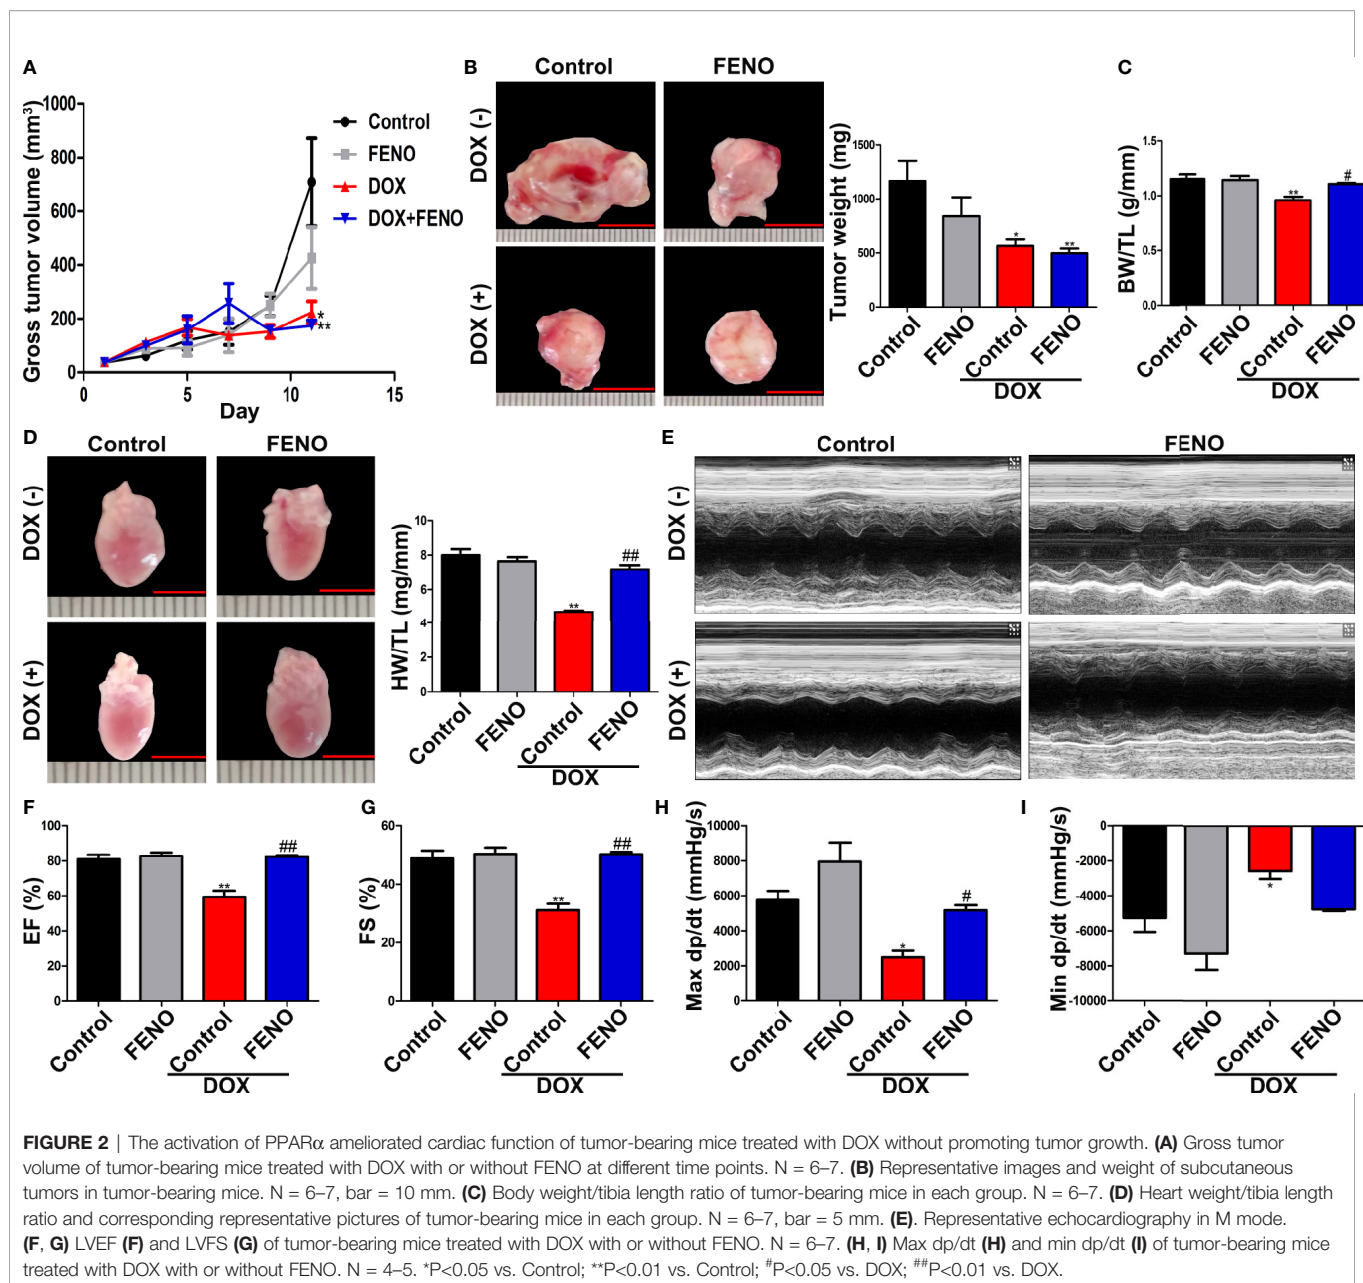 A
Gross tumor volume (mm³)
1000
800
600
400
200
0
0
5
10
15
Day
Control
FENO
DOX
DOX+FENO
*
**
B
Control
FENO
DOX (-)
DOX (+)
Tumor weight (mg)
1500
1000
500
0
*
**
Control
FENO
Control
FENO
DOX
C
BW/TL (g/mm)
1.5
1.0
0.5
0.0
**
#
Control
FENO
Control
FENO
DOX
D
Control
FENO
DOX (-)
DOX (+)
HW/TL (mg/mm)
10
8
6
4
2
0
**
##
Control
FENO
Control
FENO
DOX
E
Control
FENO
DOX (-)
DOX (+)
F
EF (%)
100
80
60
40
20
0
**
##
Control
FENO
Control
FENO
DOX
G
FS (%)
60
40
20
0
**
##
Control
FENO
Control
FENO
DOX
H
Max dp/dt (mmHg/s)
10000
8000
6000
4000
2000
0
*
#
Control
FENO
Control
FENO
DOX
I
Min dp/dt (mmHg/s)
0
-2000
-4000
-6000
-8000
-10000
*
Control
FENO
Control
FENO
DOX
FIGURE 2 | The activation of PPARα ameliorated cardiac function of tumor-bearing mice treated with DOX without promoting tumor growth. (A) Gross tumor
volume of tumor-bearing mice treated with DOX with or without FENO at different time points. N = 6–7. (B) Representative images and weight of subcutaneous
tumors in tumor-bearing mice. N = 6–7, bar = 10 mm. (C) Body weight/tibia length ratio of tumor-bearing mice in each group. N = 6–7. (D) Heart weight/tibia length
ratio and corresponding representative pictures of tumor-bearing mice in each group. N = 6–7, bar = 5 mm. (E). Representative echocardiography in M mode.
(F, G) LVEF (F) and LVFS (G) of tumor-bearing mice treated with DOX with or without FENO. N = 6–7. (H, I) Max dp/dt (H) and min dp/dt (I) of tumor-bearing mice
treated with DOX with or without FENO. N = 4–5. *P<0.05 vs. Control; **P<0.01 vs. Control; #P<0.05 vs. DOX; ##P<0.01 vs. DOX.